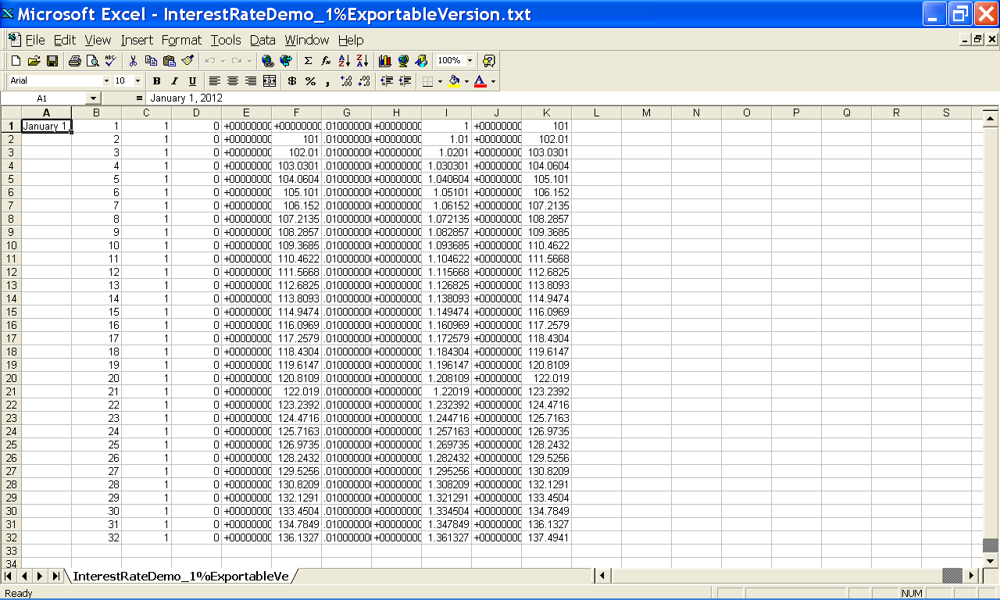 Microsoft Excel - InterestRateDemo_1%ExportableVersion.txt
File Edit View Insert Format Tools Data Window Help
100%
Arial 10 B I U $ % ,
A1 = January 1, 2012
A B C D E F G H I J K L M N O P Q R S
1 January 1, 1 1 0 +00000000 +00000000 .01000000 +00000000 1 +00000000 101
2 2 1 0 +00000000 101 .01000000 +00000000 1.01 +00000000 102.01
3 3 1 0 +00000000 102.01 .01000000 +00000000 1.0201 +00000000 103.0301
4 4 1 0 +00000000 103.0301 .01000000 +00000000 1.030301 +00000000 104.0604
5 5 1 0 +00000000 104.0604 .01000000 +00000000 1.040604 +00000000 105.101
6 6 1 0 +00000000 105.101 .01000000 +00000000 1.05101 +00000000 106.152
7 7 1 0 +00000000 106.152 .01000000 +00000000 1.06152 +00000000 107.2135
8 8 1 0 +00000000 107.2135 .01000000 +00000000 1.072135 +00000000 108.2857
9 9 1 0 +00000000 108.2857 .01000000 +00000000 1.082857 +00000000 109.3685
10 10 1 0 +00000000 109.3685 .01000000 +00000000 1.093685 +00000000 110.4622
11 11 1 0 +00000000 110.4622 .01000000 +00000000 1.104622 +00000000 111.5668
12 12 1 0 +00000000 111.5668 .01000000 +00000000 1.115668 +00000000 112.6825
13 13 1 0 +00000000 112.6825 .01000000 +00000000 1.126825 +00000000 113.8093
14 14 1 0 +00000000 113.8093 .01000000 +00000000 1.138093 +00000000 114.9474
15 15 1 0 +00000000 114.9474 .01000000 +00000000 1.149474 +00000000 116.0969
16 16 1 0 +00000000 116.0969 .01000000 +00000000 1.160969 +00000000 117.2579
17 17 1 0 +00000000 117.2579 .01000000 +00000000 1.172579 +00000000 118.4304
18 18 1 0 +00000000 118.4304 .01000000 +00000000 1.184304 +00000000 119.6147
19 19 1 0 +00000000 119.6147 .01000000 +00000000 1.196147 +00000000 120.8109
20 20 1 0 +00000000 120.8109 .01000000 +00000000 1.208109 +00000000 122.019
21 21 1 0 +00000000 122.019 .01000000 +00000000 1.22019 +00000000 123.2392
22 22 1 0 +00000000 123.2392 .01000000 +00000000 1.232392 +00000000 124.4716
23 23 1 0 +00000000 124.4716 .01000000 +00000000 1.244716 +00000000 125.7163
24 24 1 0 +00000000 125.7163 .01000000 +00000000 1.257163 +00000000 126.9735
25 25 1 0 +00000000 126.9735 .01000000 +00000000 1.269735 +00000000 128.2432
26 26 1 0 +00000000 128.2432 .01000000 +00000000 1.282432 +00000000 129.5256
27 27 1 0 +00000000 129.5256 .01000000 +00000000 1.295256 +00000000 130.8209
28 28 1 0 +00000000 130.8209 .01000000 +00000000 1.308209 +00000000 132.1291
29 29 1 0 +00000000 132.1291 .01000000 +00000000 1.321291 +00000000 133.4504
30 30 1 0 +00000000 133.4504 .01000000 +00000000 1.334504 +00000000 134.7849
31 31 1 0 +00000000 134.7849 .01000000 +00000000 1.347849 +00000000 136.1327
32 32 1 0 +00000000 136.1327 .01000000 +00000000 1.361327 +00000000 137.4941
33
34
InterestRateDemo_1%ExportableVe
Ready NUM